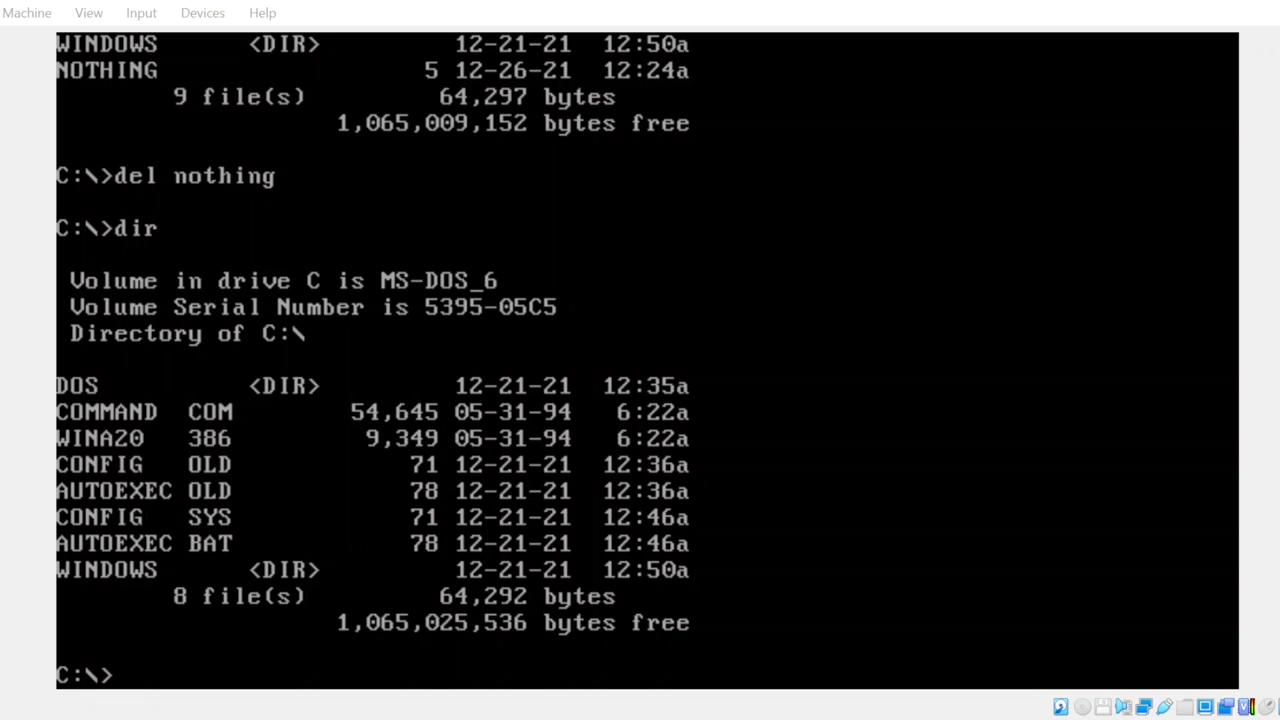 Machine View Input Devices Help
WINDOWS <DIR> 12-21-21 12:50a
NOTHING 5 12-26-21 12:24a
9 file(s) 64,297 bytes
1,065,009,152 bytes free
C:\>del nothing
C:\>dir
Volume in drive C is MS-DOS_6
Volume Serial Number is 5395-05C5
Directory of C:\
DOS <DIR> 12-21-21 12:35a
COMMAND COM 54,645 05-31-94 6:22a
WINA20 386 9,349 05-31-94 6:22a
CONFIG OLD 71 12-21-21 12:36a
AUTOEXEC OLD 78 12-21-21 12:36a
CONFIG SYS 71 12-21-21 12:46a
AUTOEXEC BAT 78 12-21-21 12:46a
WINDOWS <DIR> 12-21-21 12:50a
8 file(s) 64,292 bytes
1,065,025,536 bytes free
C:\>